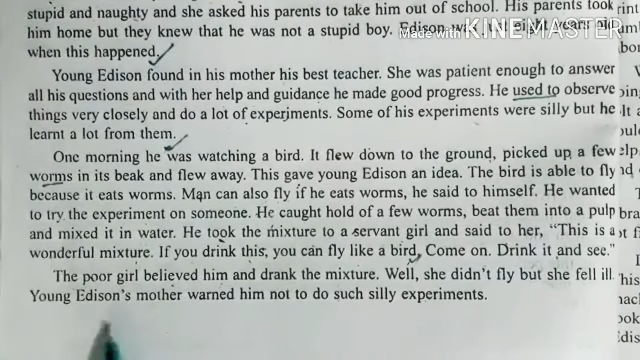 stupid and naughty and she asked his parents to take him out of school. His parents took
him home but they knew that he was not a stupid boy. Edison
Made with KINEMASTER
when this happened.
Young Edison found in his mother his best teacher. She was patient enough to answer
all his questions and with her help and guidance he made good progress. He used to observe
things very closely and do a lot of experiments. Some of his experiments were silly but he
learnt a lot from them.
One morning he was watching a bird. It flew down to the ground, picked up a few
worms in its beak and flew away. This gave young Edison an idea. The bird is able to fly
because it eats worms. Man can also fly if he eats worms, he said to himself. He wanted
to try the experiment on someone. He caught hold of a few worms, beat them into a pulp
and mixed it in water. He took the mixture to a servant girl and said to her, "This is a
wonderful mixture. If you drink this, you can fly like a bird. Come on. Drink it and see."
The poor girl believed him and drank the mixture. Well, she didn't fly but she fell ill.
Young Edison's mother warned him not to do such silly experiments.